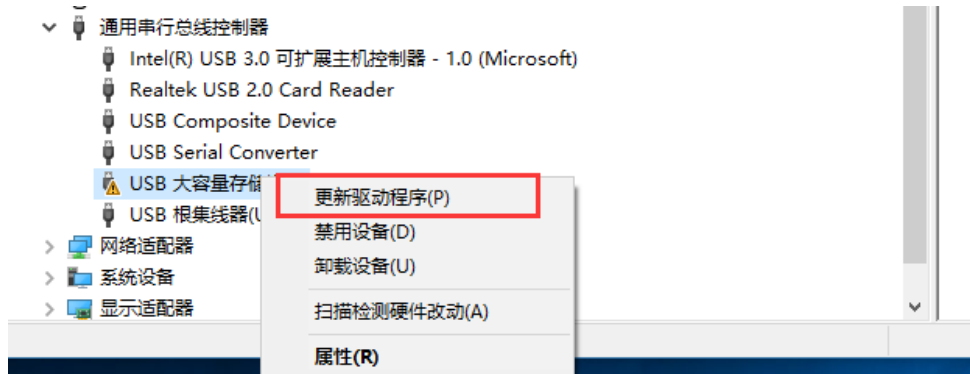 通用串行总线控制器
Intel(R) USB 3.0 可扩展主机控制器 - 1.0 (Microsoft)
Realtek USB 2.0 Card Reader
USB Composite Device
USB Serial Converter
USB 大容量存储
更新驱动程序(P)
USB 根集线器(U
禁用设备(D)
网络适配器
卸载设备(U)
系统设备
扫描检测硬件改动(A)
显示适配器
属性(R)